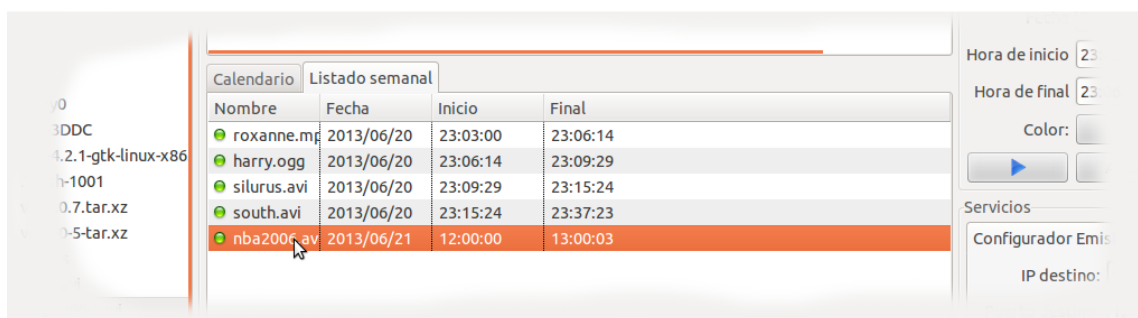 Hora de inicio 23
Calendario Listado semanal
Hora de final 23
Nombre Fecha Inicio Final
roxanne.mp 2013/06/20 23:03:00 23:06:14
Color:
harry.ogg 2013/06/20 23:06:14 23:09:29
4.2.1-gtk-linux-x86
-1001
silurus.avi 2013/06/20 23:09:29 23:15:24
0.7.tar.xz
south.avi 2013/06/20 23:15:24 23:37:23
Servicios
-5-tar.xz
nba2006.av 2013/06/21 12:00:00 13:00:03
Configurador Emis
IP destino: